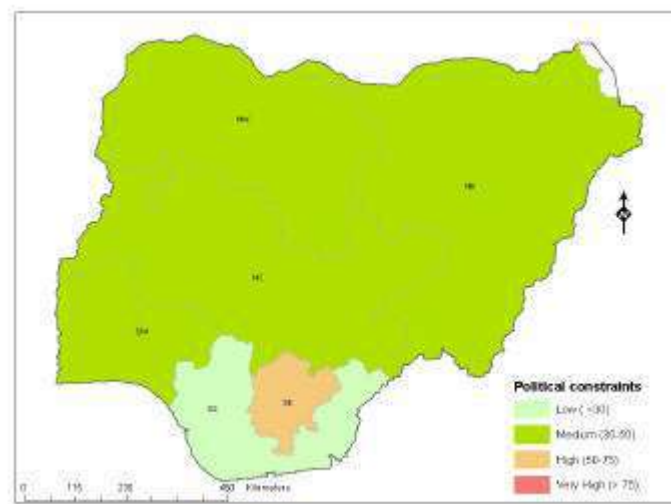 NW
NE
NC
SW
SS
SE
Political constraints
Low ( <30)
Medium (30-50)
High (50-75)
Very High (> 75)
0 115 230 460 Kilometers